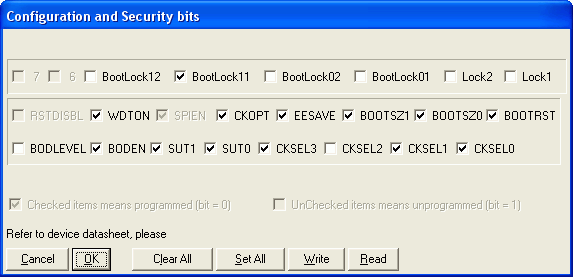 Configuration and Security bits
7 6 BootLock12 BootLock11 BootLock02 BootLock01 Lock2 Lock1
RSTDISBL WDTON SPIEN CKOPT EESAVE BOOTSZ1 BOOTSZ0 BOOTRST
BODLEVEL BODEN SUT1 SUT0 CKSEL3 CKSEL2 CKSEL1 CKSEL0
Checked items means programmed (bit = 0) UnChecked items means unprogrammed (bit = 1)
Refer to device datasheet, please
Cancel OK Clear All Set All Write Read